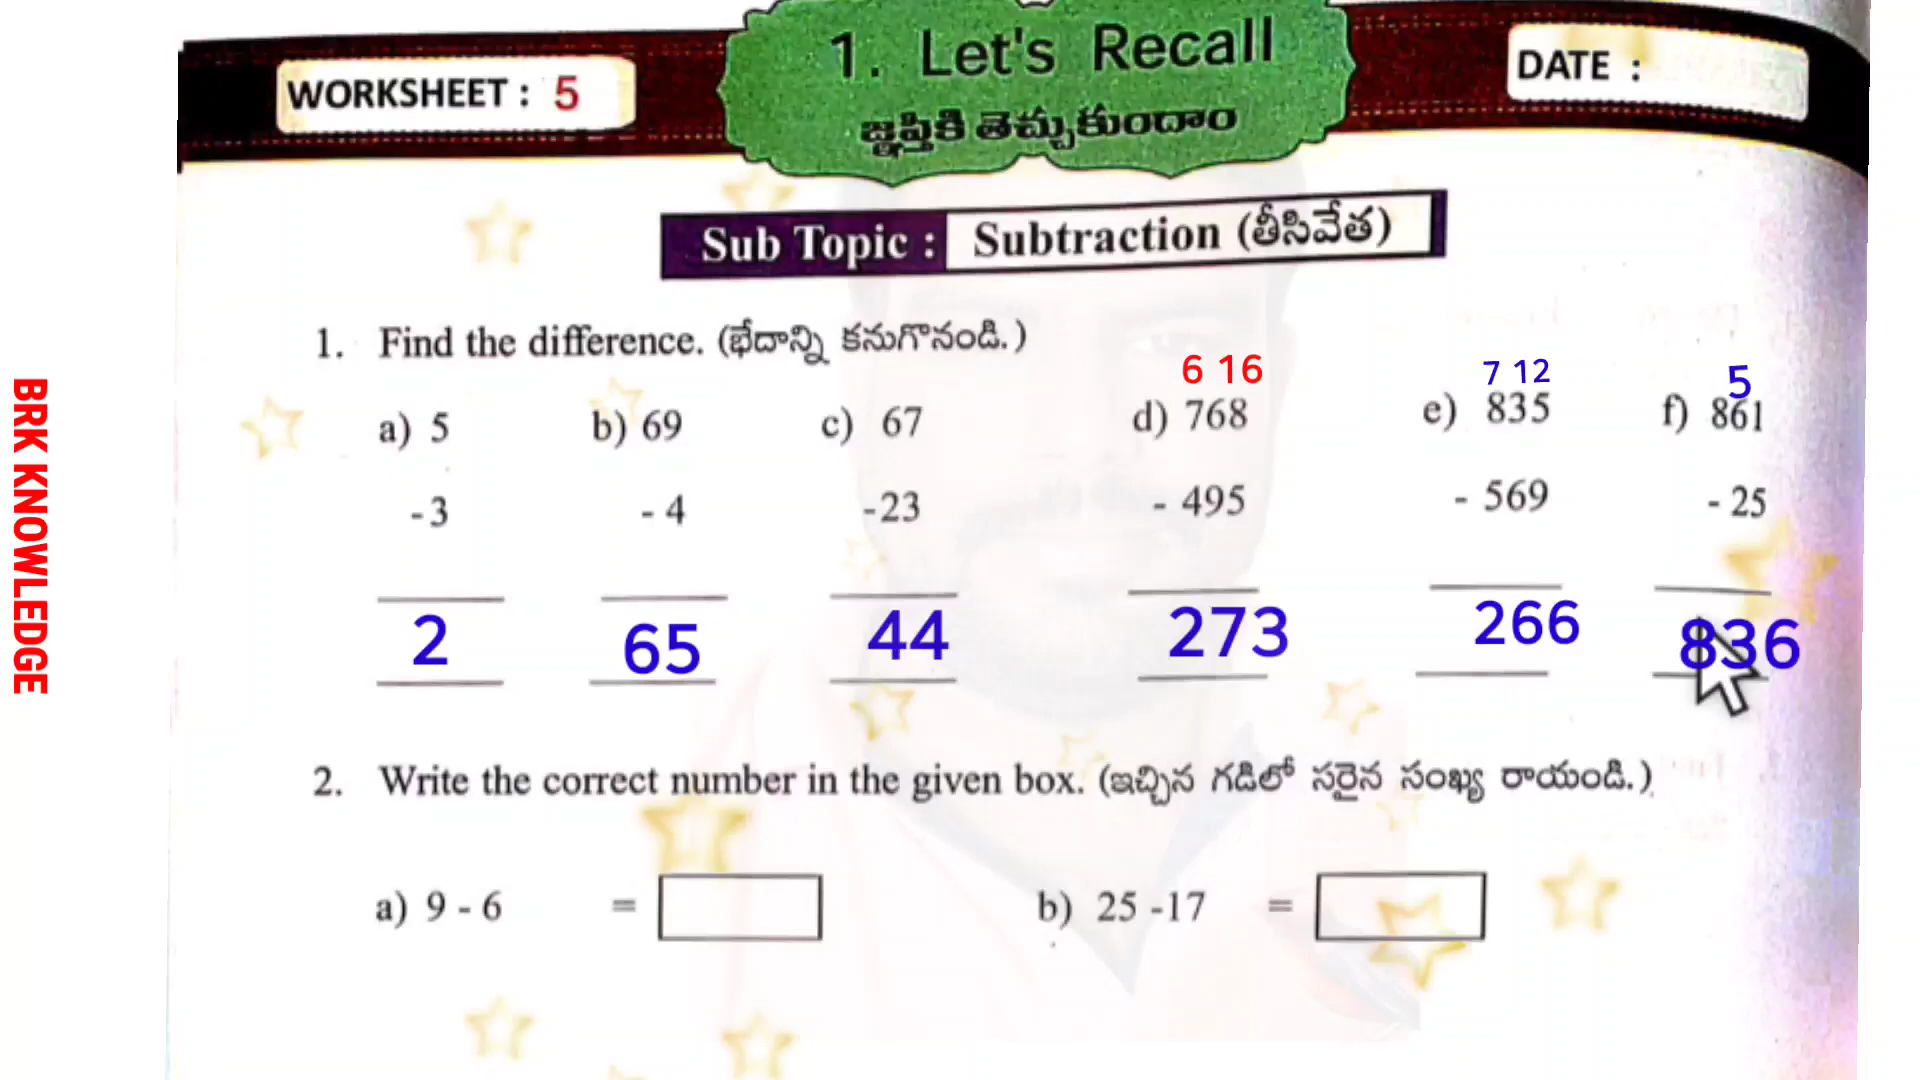 WORKSHEET : 5
1. Let's Recall
జ్ఞప్తికి తెచ్చుకుందాం
DATE :
Sub Topic : Subtraction (తీసివేత)
1. Find the difference. (భేదాన్ని కనుగొనండి.)
6 16 7 12 5
a) 5 b) 69 c) 67 d) 768 e) 835 f) 861
-3 - 4 -23 - 495 - 569 - 25
2 65 44 273 266 836
2. Write the correct number in the given box. (ఇచ్చిన గడిలో సరైన సంఖ్య రాయండి.)
a) 9 - 6 = b) 25 -17 =
BRK KNOWLEDGE